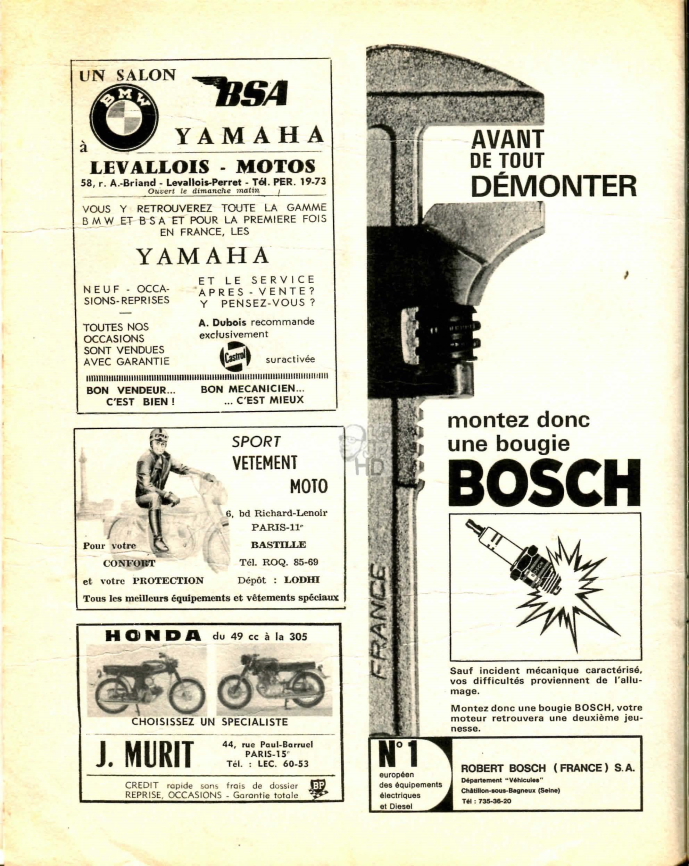 UN SALON
BMW
BSA
à
YAMAHA
LEVALLOIS - MOTOS
58, r. A.-Briand - Levallois-Perret - Tél. PER. 19-73
Ouvert le dimanche matin
VOUS Y RETROUVEREZ TOUTE LA GAMME
BMW ET BSA ET POUR LA PREMIERE FOIS
EN FRANCE, LES
YAMAHA
NEUF - OCCA-
SIONS-REPRISES
TOUTES NOS
OCCASIONS
SONT VENDUES
AVEC GARANTIE
ET LE SERVICE
APRES - VENTE?
Y PENSEZ-VOUS ?
A. Dubois recommande
exclusivement
Castrol
suractivée
BON VENDEUR...
C'EST BIEN !
BON MECANICIEN...
... C'EST MIEUX
SPORT
VETEMENT
MOTO
6, bd Richard-Lenoir
PARIS-11e
Pour votre
BASTILLE
CONFORT
Tél. ROQ. 85-69
et votre PROTECTION
Dépôt : LODHI
Tous les meilleurs équipements et vêtements spéciaux
HONDA du 49 cc à la 305
CHOISISSEZ UN SPECIALISTE
J. MURIT
44, rue Paul-Barruel
PARIS-15e
Tél. : LEC. 60-53
CREDIT rapide sans frais de dossier
REPRISE, OCCASIONS - Garantie totale
BP
AVANT
DE TOUT
DÉMONTER
FRANCE
HD
montez donc
une bougie
BOSCH
Sauf incident mécanique caractérisé,
vos difficultés proviennent de l'allu-
mage.
Montez donc une bougie BOSCH, votre
moteur retrouvera une deuxième jeu-
nesse.
N° 1
européen
des équipements
électriques
et Diesel
ROBERT BOSCH (FRANCE) S.A.
Département "Véhicules"
Châtillon-sous-Bagneux (Seine)
Tél : 735-36-20